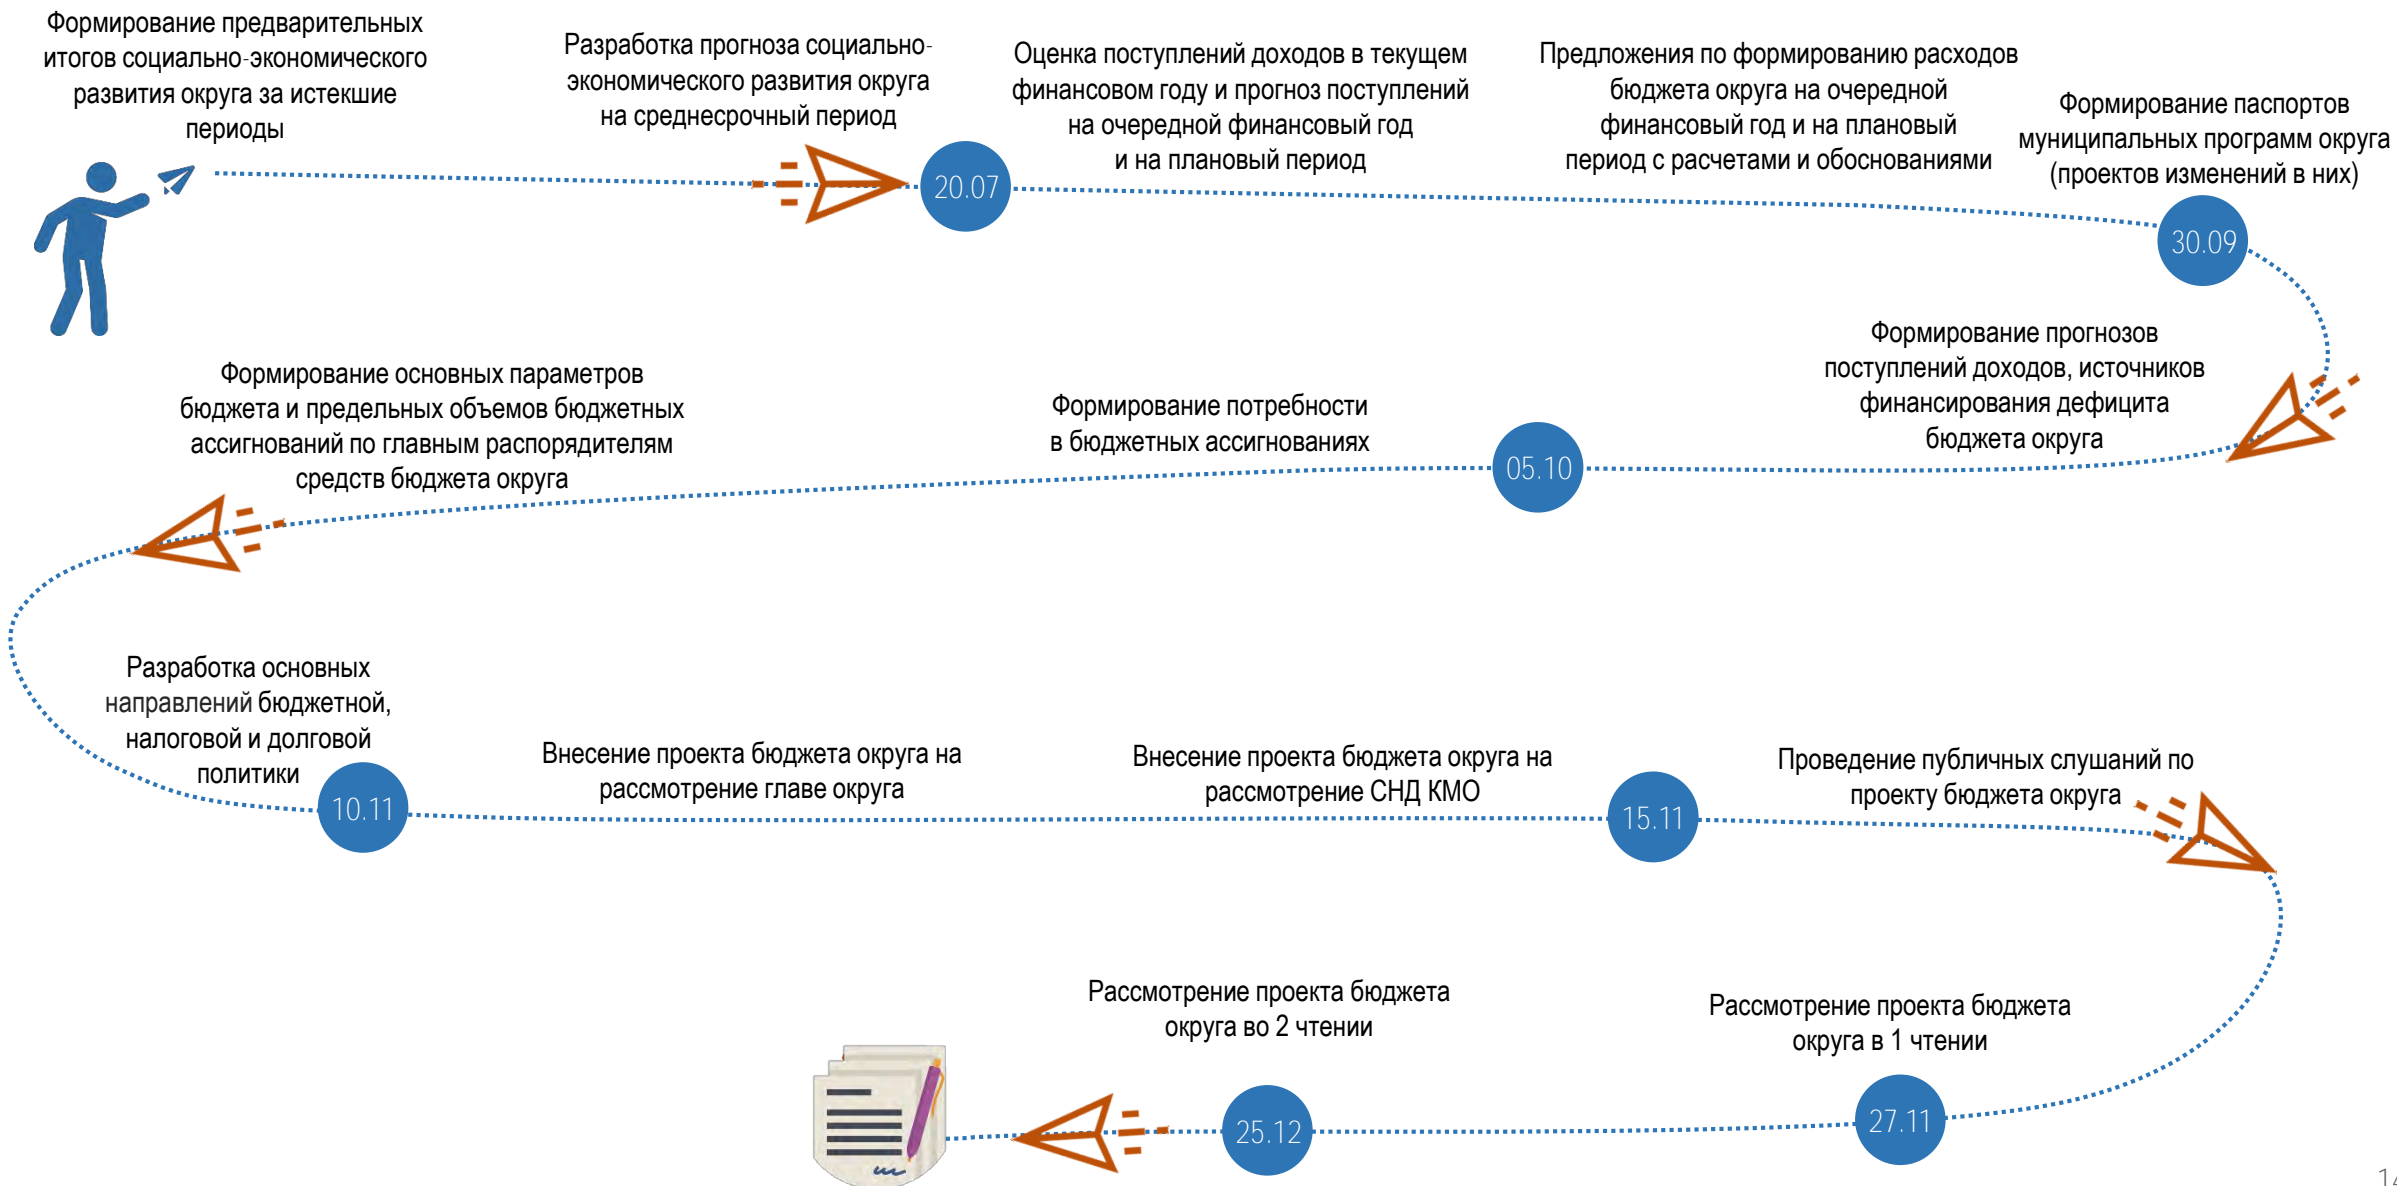 Формирование предварительных
итогов социально-экономического
развития округа за истекшие
периоды
Разработка прогноза социально-
экономического развития округа
на среднесрочный период
20.07
Оценка поступлений доходов в текущем
финансовом году и прогноз поступлений
на очередной финансовый год
и на плановый период
Предложения по формированию расходов
бюджета округа на очередной
финансовый год и на плановый
период с расчетами и обоснованиями
Формирование паспортов
муниципальных программ округа
(проектов изменений в них)
30.09
Формирование прогнозов
поступлений доходов, источников
финансирования дефицита
бюджета округа
05.10
Формирование потребности
в бюджетных ассигнованиях
Формирование основных параметров
бюджета и предельных объемов бюджетных
ассигнований по главным распорядителям
средств бюджета округа
Разработка основных
направлений бюджетной,
налоговой и долговой
политики
10.11
Внесение проекта бюджета округа на
рассмотрение главе округа
Внесение проекта бюджета округа на
рассмотрение СНД КМО
15.11
Проведение публичных слушаний по
проекту бюджета округа
Рассмотрение проекта бюджета
округа в 1 чтении
27.11
Рассмотрение проекта бюджета
округа во 2 чтении
25.12